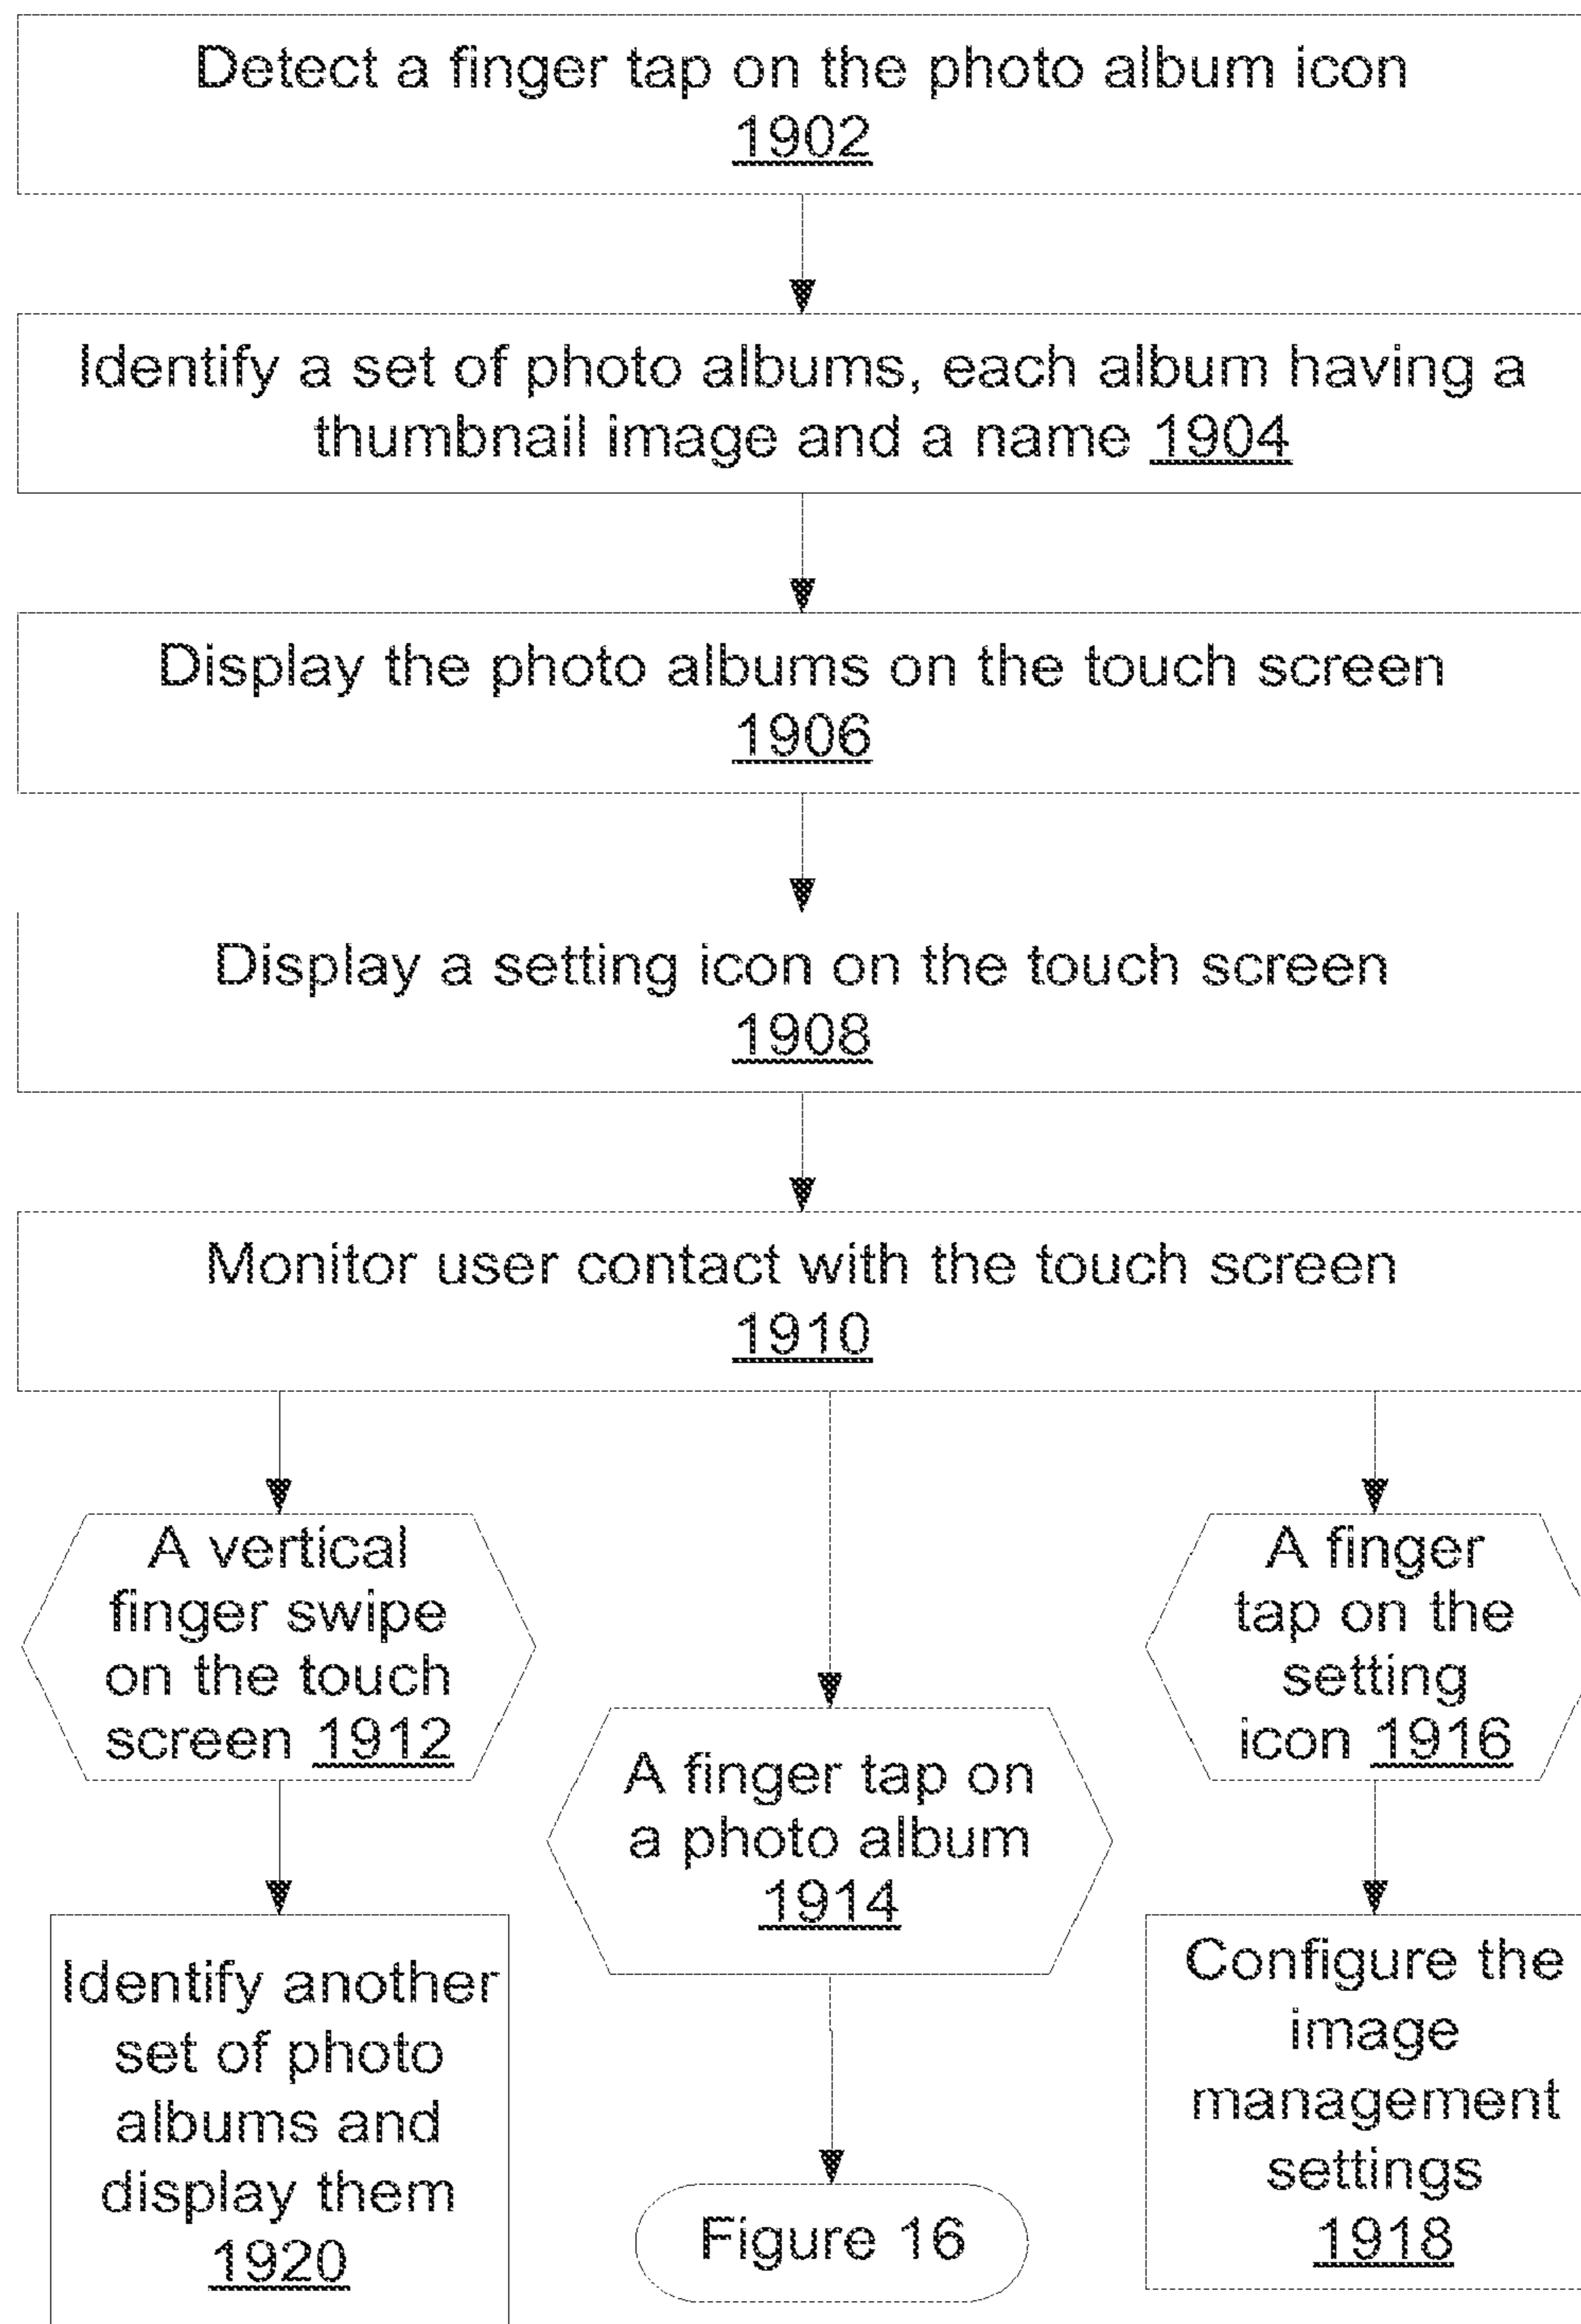 Detect a finger tap on the photo album icon
1902
Identify a set of photo albums, each album having a
thumbnail image and a name 1904
Display the photo albums on the touch screen
1906
Display a setting icon on the touch screen
1908
Monitor user contact with the touch screen
1910
A vertical
finger swipe
on the touch
screen 1912
A finger tap on
a photo album
1914
A finger
tap on the
setting
icon 1916
Identify another
set of photo
albums and
display them
1920
Figure 16
Configure the
image
management
settings
1918